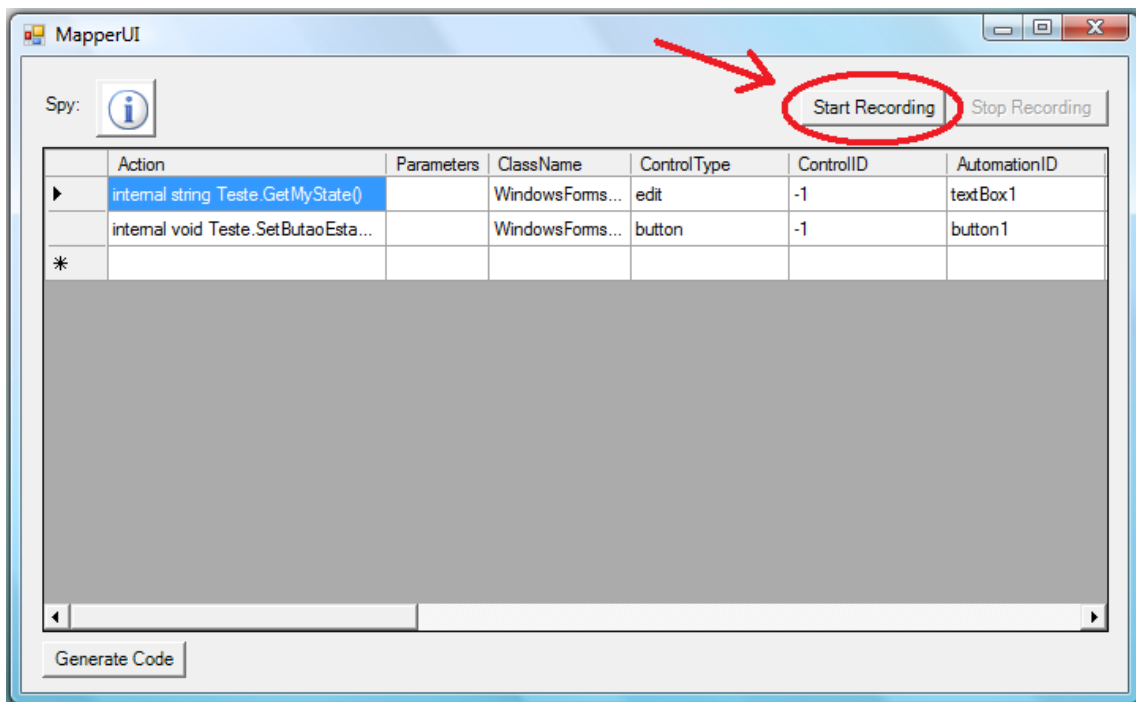 MapperUI
Spy:
Start Recording Stop Recording
Action Parameters ClassName ControlType ControlID AutomationID
internal string Teste.GetMyState() WindowsForms... edit -1 textBox1
internal void Teste.SetButaoEsta... WindowsForms... button -1 button1
Generate Code